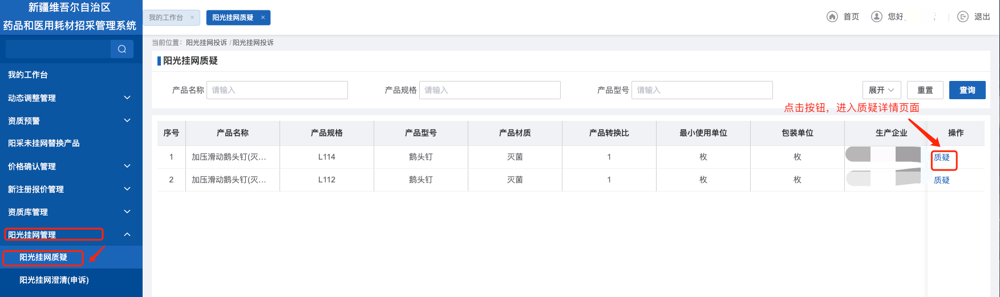 新疆维吾尔自治区
药品和医用耗材招采管理系统
我的工作台 ×
阳光挂网质疑 ×
首页
您好
退出
当前位置：阳光挂网投诉 / 阳光挂网投诉
阳光挂网质疑
产品名称 请输入
产品规格 请输入
产品型号 请输入
展开
重置
查询
点击按钮，进入质疑详情页面
序号 产品名称 产品规格 产品型号 产品材质 产品转换比 最小使用单位 包装单位 生产企业 操作
1 加压滑动鹅头钉(灭... L114 鹅头钉 灭菌 1 枚 枚 质疑
2 加压滑动鹅头钉(灭... L112 鹅头钉 灭菌 1 枚 枚 质疑
我的工作台
动态调整管理
资质预警
阳采未挂网替换产品
价格确认管理
新注册报价管理
资质库管理
阳光挂网管理
阳光挂网质疑
阳光挂网澄清(申诉)